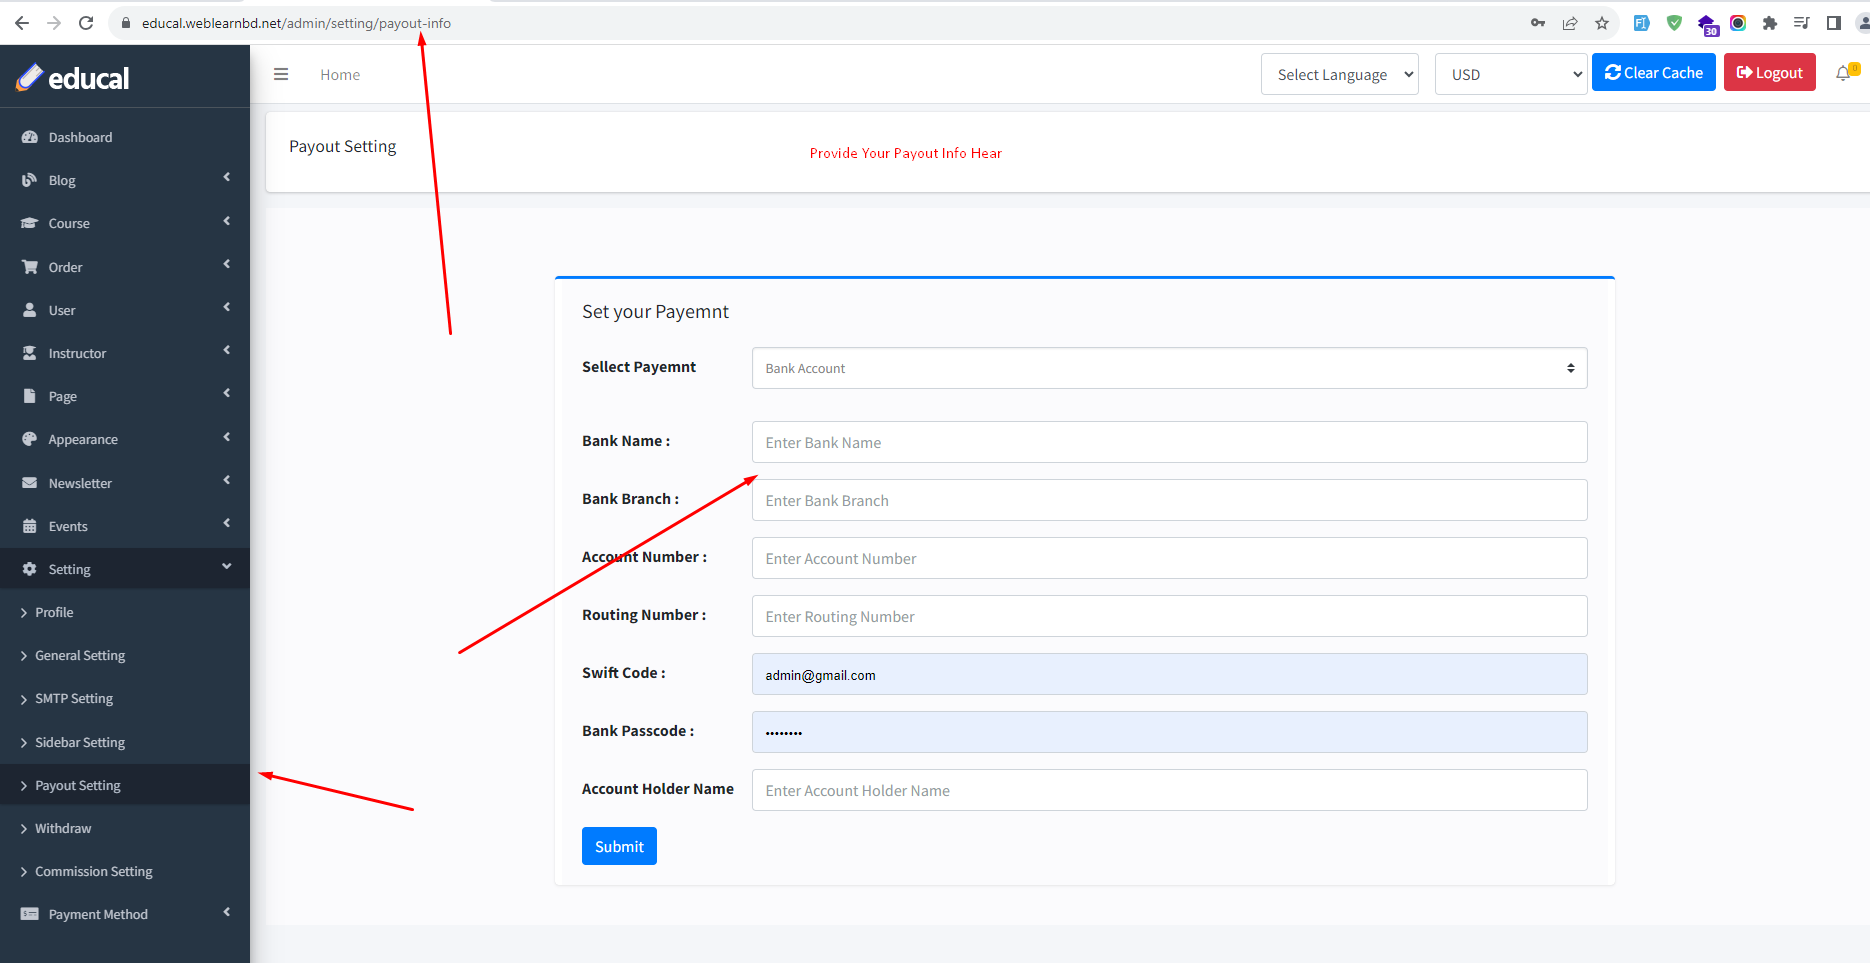 educal.weblearnbd.net/admin/setting/payout-info
30
educal
Home
Select Language
USD
Clear Cache
Logout
0
Dashboard
Blog
Course
Order
User
Instructor
Page
Appearance
Newsletter
Events
Setting
Profile
General Setting
SMTP Setting
Sidebar Setting
Payout Setting
Withdraw
Commission Setting
Payment Method
Payout Setting
Provide Your Payout Info Hear
Set your Payemnt
Sellect Payemnt
Bank Account
Bank Name :
Enter Bank Name
Bank Branch :
Enter Bank Branch
Account Number :
Enter Account Number
Routing Number :
Enter Routing Number
Swift Code :
admin@gmail.com
Bank Passcode :
••••••••
Account Holder Name
Enter Account Holder Name
Submit